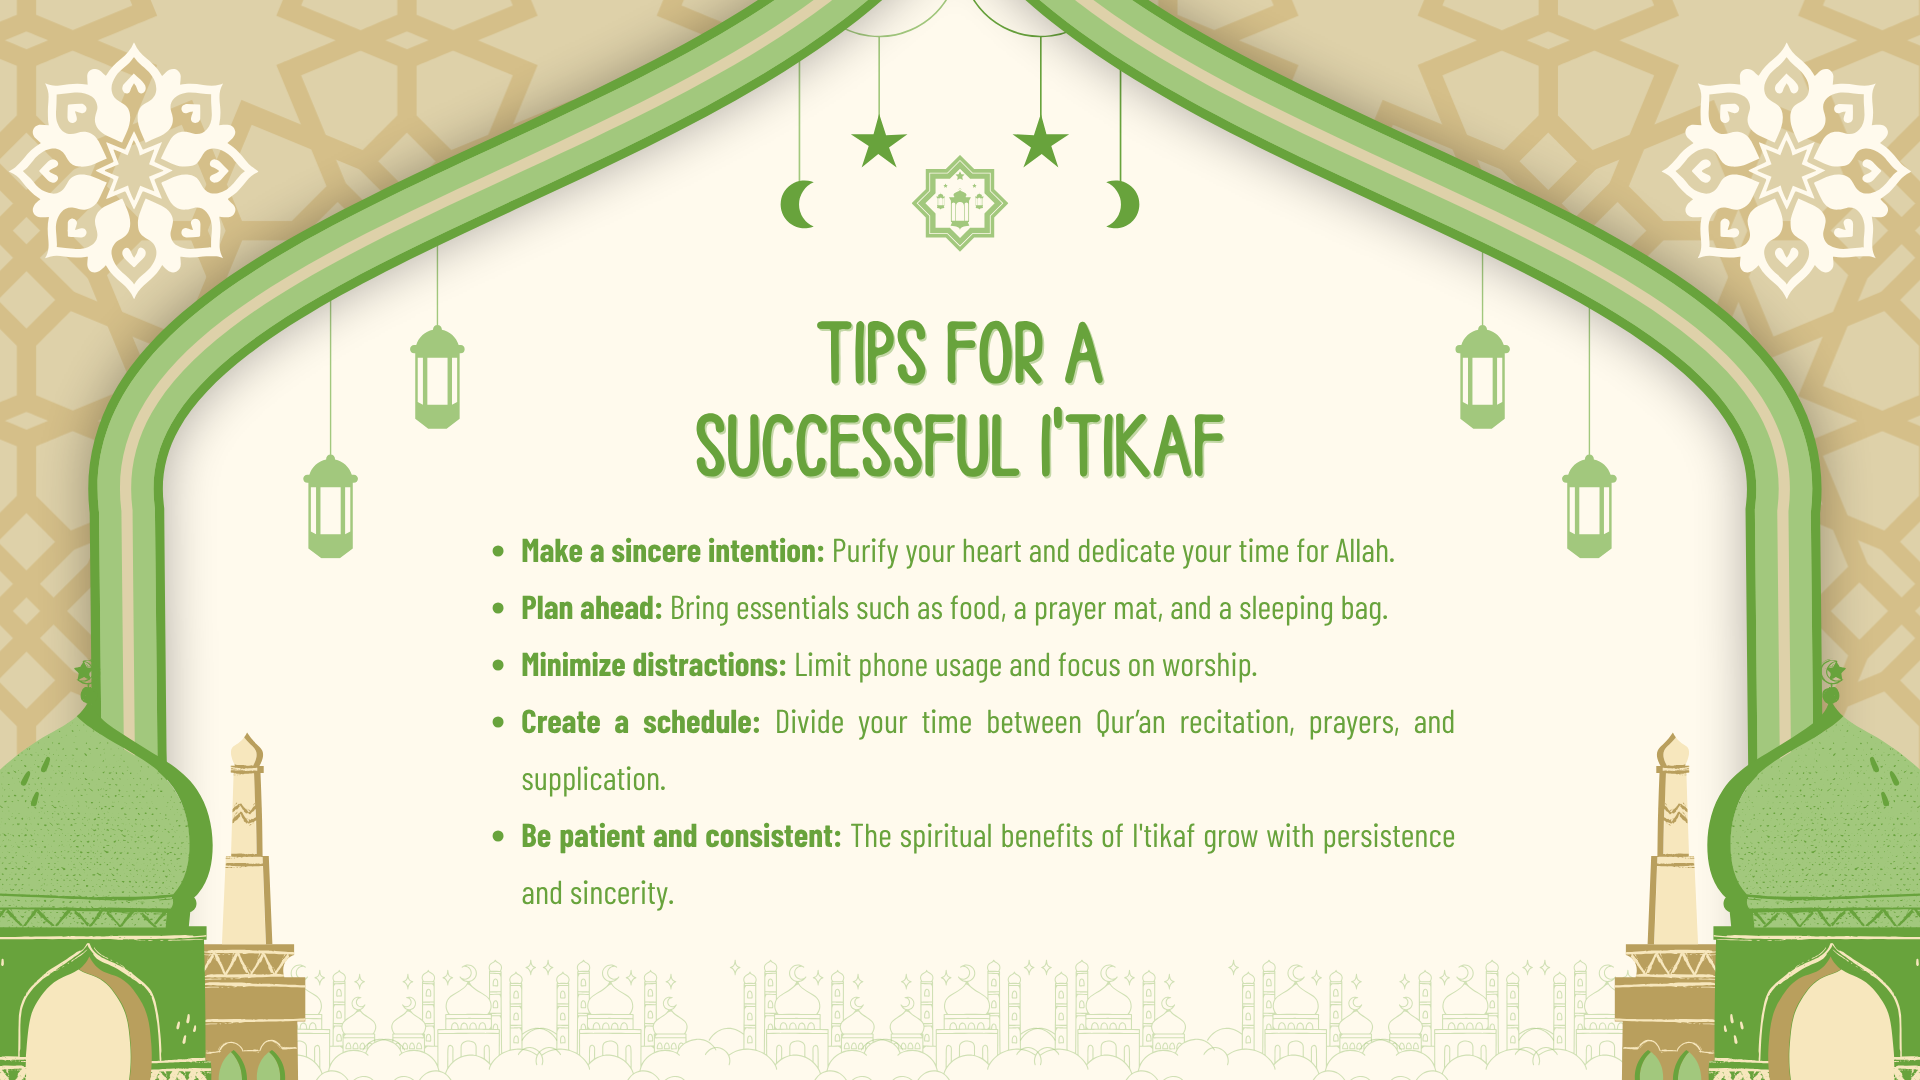 TIPS FOR A
SUCCESSFUL I'TIKAF
• Make a sincere intention: Purify your heart and dedicate your time for Allah.
• Plan ahead: Bring essentials such as food, a prayer mat, and a sleeping bag.
• Minimize distractions: Limit phone usage and focus on worship.
• Create a schedule: Divide your time between Qur’an recitation, prayers, and
supplication.
• Be patient and consistent: The spiritual benefits of I'tikaf grow with persistence
and sincerity.